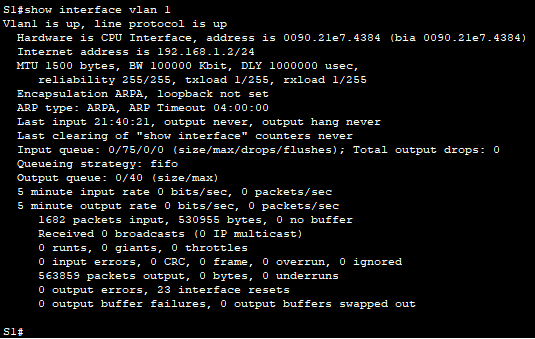 S1#show interface vlan 1
Vlan1 is up, line protocol is up
Hardware is CPU Interface, address is 0090.21e7.4384 (bia 0090.21e7.4384)
Internet address is 192.168.1.2/24
MTU 1500 bytes, BW 100000 Kbit, DLY 1000000 usec,
reliability 255/255, txload 1/255, rxload 1/255
Encapsulation ARPA, loopback not set
ARP type: ARPA, ARP Timeout 04:00:00
Last input 21:40:21, output never, output hang never
Last clearing of "show interface" counters never
Input queue: 0/75/0/0 (size/max/drops/flushes); Total output drops: 0
Queueing strategy: fifo
Output queue: 0/40 (size/max)
5 minute input rate 0 bits/sec, 0 packets/sec
5 minute output rate 0 bits/sec, 0 packets/sec
1682 packets input, 530955 bytes, 0 no buffer
Received 0 broadcasts (0 IP multicast)
0 runts, 0 giants, 0 throttles
0 input errors, 0 CRC, 0 frame, 0 overrun, 0 ignored
563859 packets output, 0 bytes, 0 underruns
0 output errors, 23 interface resets
0 output buffer failures, 0 output buffers swapped out
S1#